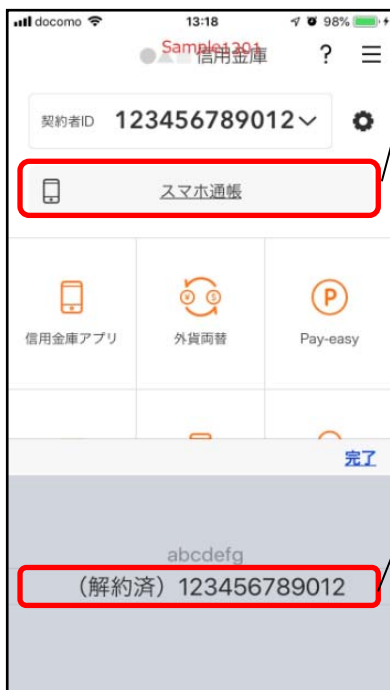 docomo 13:18 98%
Sample1201
信用金庫 ?
契約者ID 123456789012
スマホ通帳
信用金庫アプリ 外貨両替 Pay-easy
完了
abcdefg
（解約済）123456789012